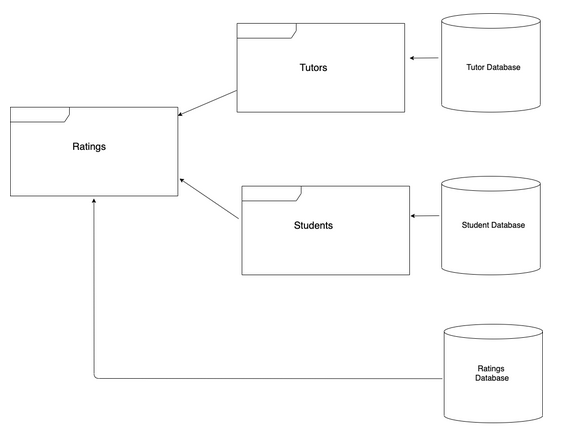 Tutors
Tutor Database
Ratings
Students
Student Database
Ratings
Database